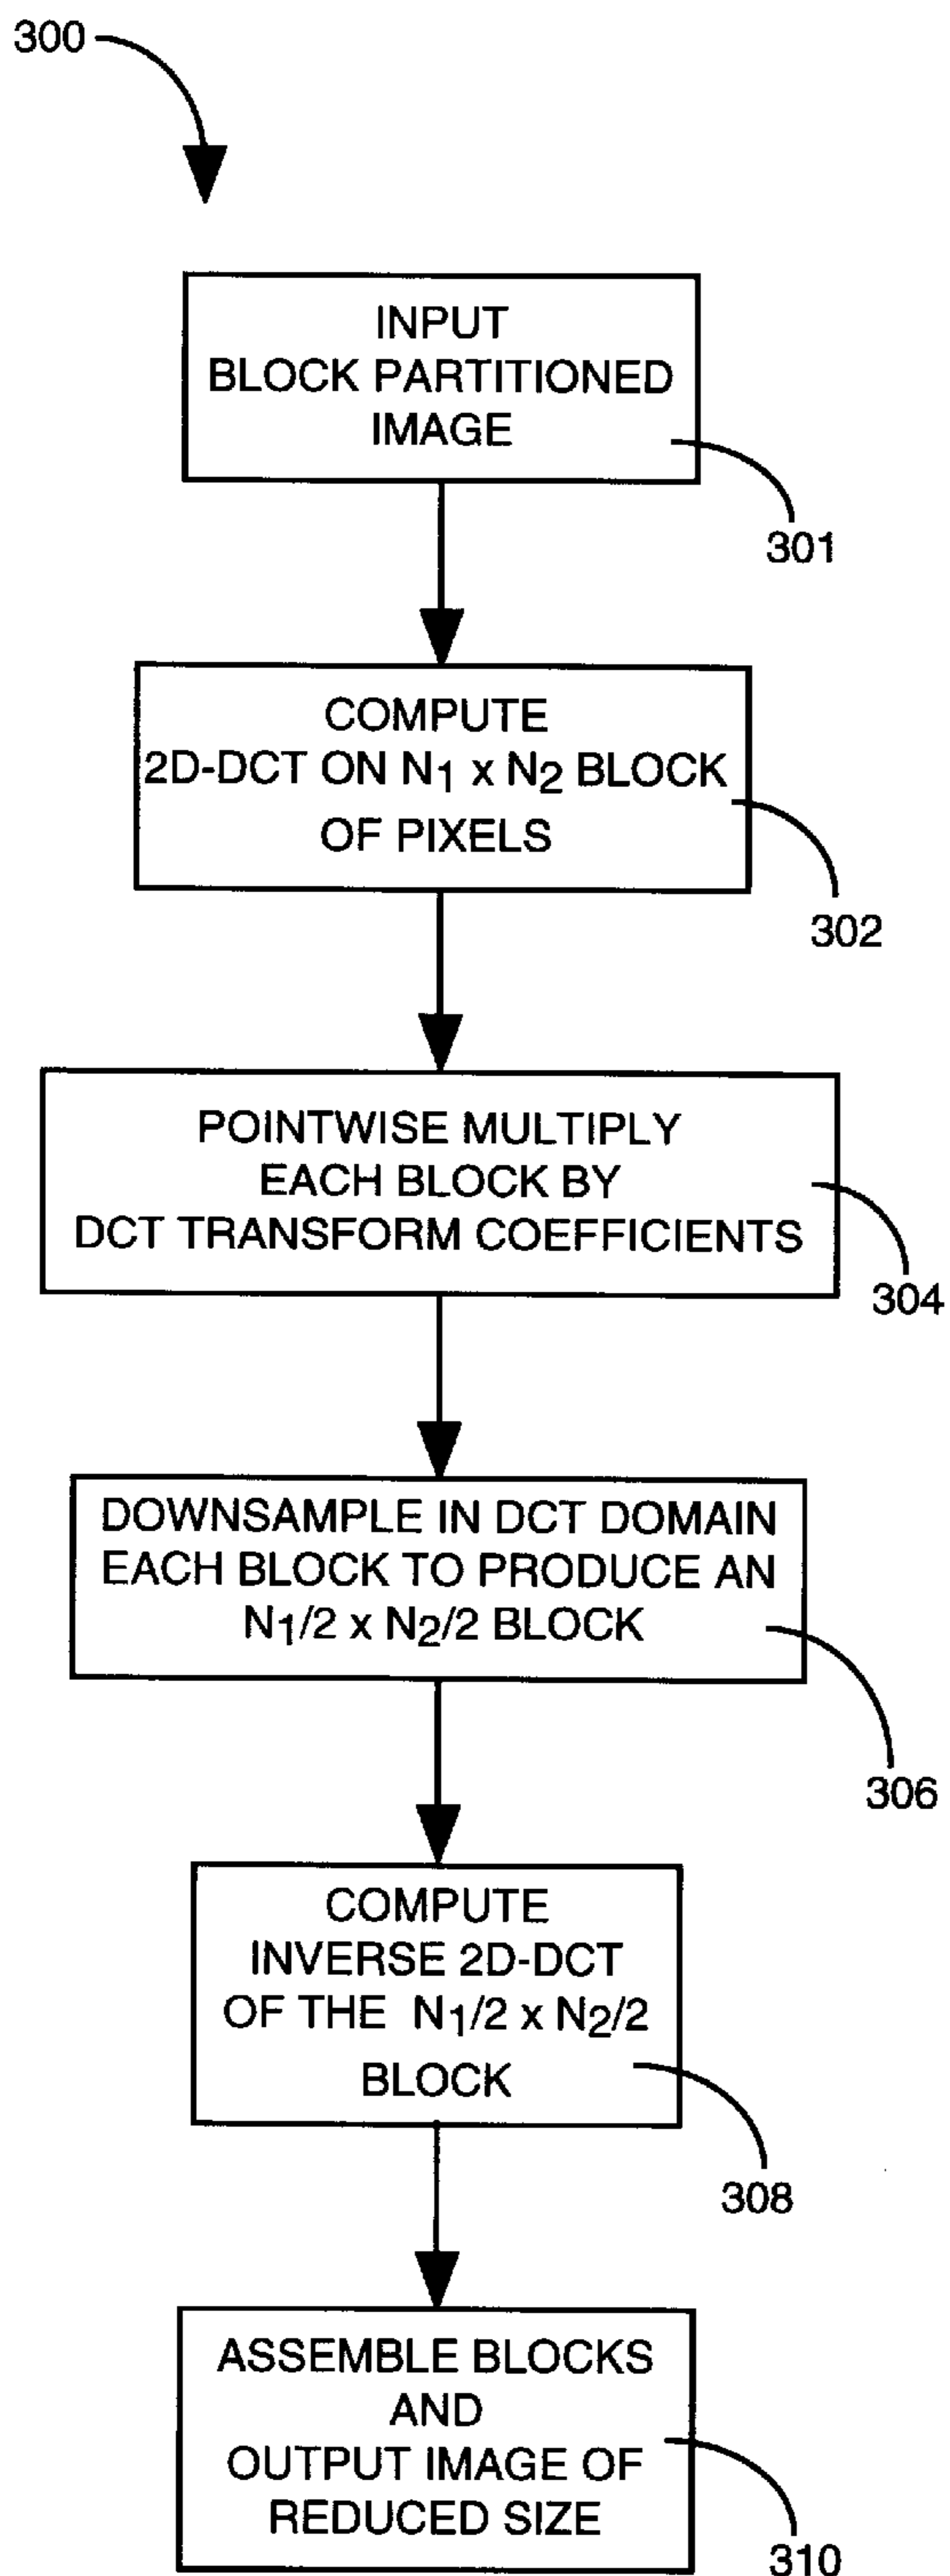 300
INPUT
BLOCK PARTITIONED
IMAGE
301
COMPUTE
2D-DCT ON N1 x N2 BLOCK
OF PIXELS
302
POINTWISE MULTIPLY
EACH BLOCK BY
DCT TRANSFORM COEFFICIENTS
304
DOWNSAMPLE IN DCT DOMAIN
EACH BLOCK TO PRODUCE AN
N1/2 x N2/2 BLOCK
306
COMPUTE
INVERSE 2D-DCT
OF THE N1/2 x N2/2
BLOCK
308
ASSEMBLE BLOCKS
AND
OUTPUT IMAGE OF
REDUCED SIZE
310